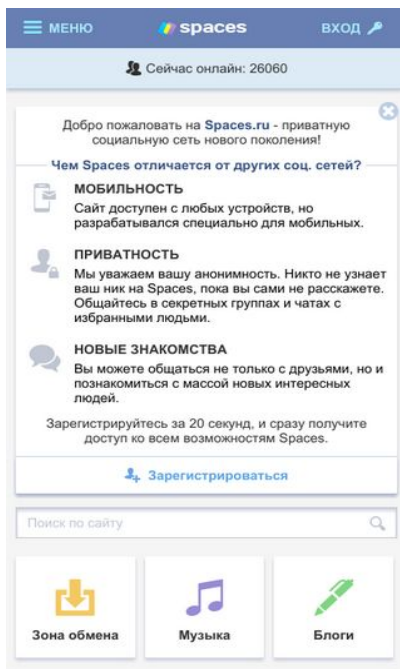 МЕНЮ spaces ВХОД
Сейчас онлайн: 26060
Добро пожаловать на Spaces.ru - приватную
социальную сеть нового поколения!
Чем Spaces отличается от других соц. сетей?
МОБИЛЬНОСТЬ
Сайт доступен с любых устройств, но
разрабатывался специально для мобильных.
ПРИВАТНОСТЬ
Мы уважаем вашу анонимность. Никто не узнает
ваш ник на Spaces, пока вы сами не расскажете.
Общайтесь в секретных группах и чатах с
избранными людьми.
НОВЫЕ ЗНАКОМСТВА
Вы можете общаться не только с друзьями, но и
познакомиться с массой новых интересных
людей.
Зарегистрируйтесь за 20 секунд, и сразу получите
доступ ко всем возможностям Spaces.
Зарегистрироваться
Поиск по сайту
Зона обмена Музыка Блоги